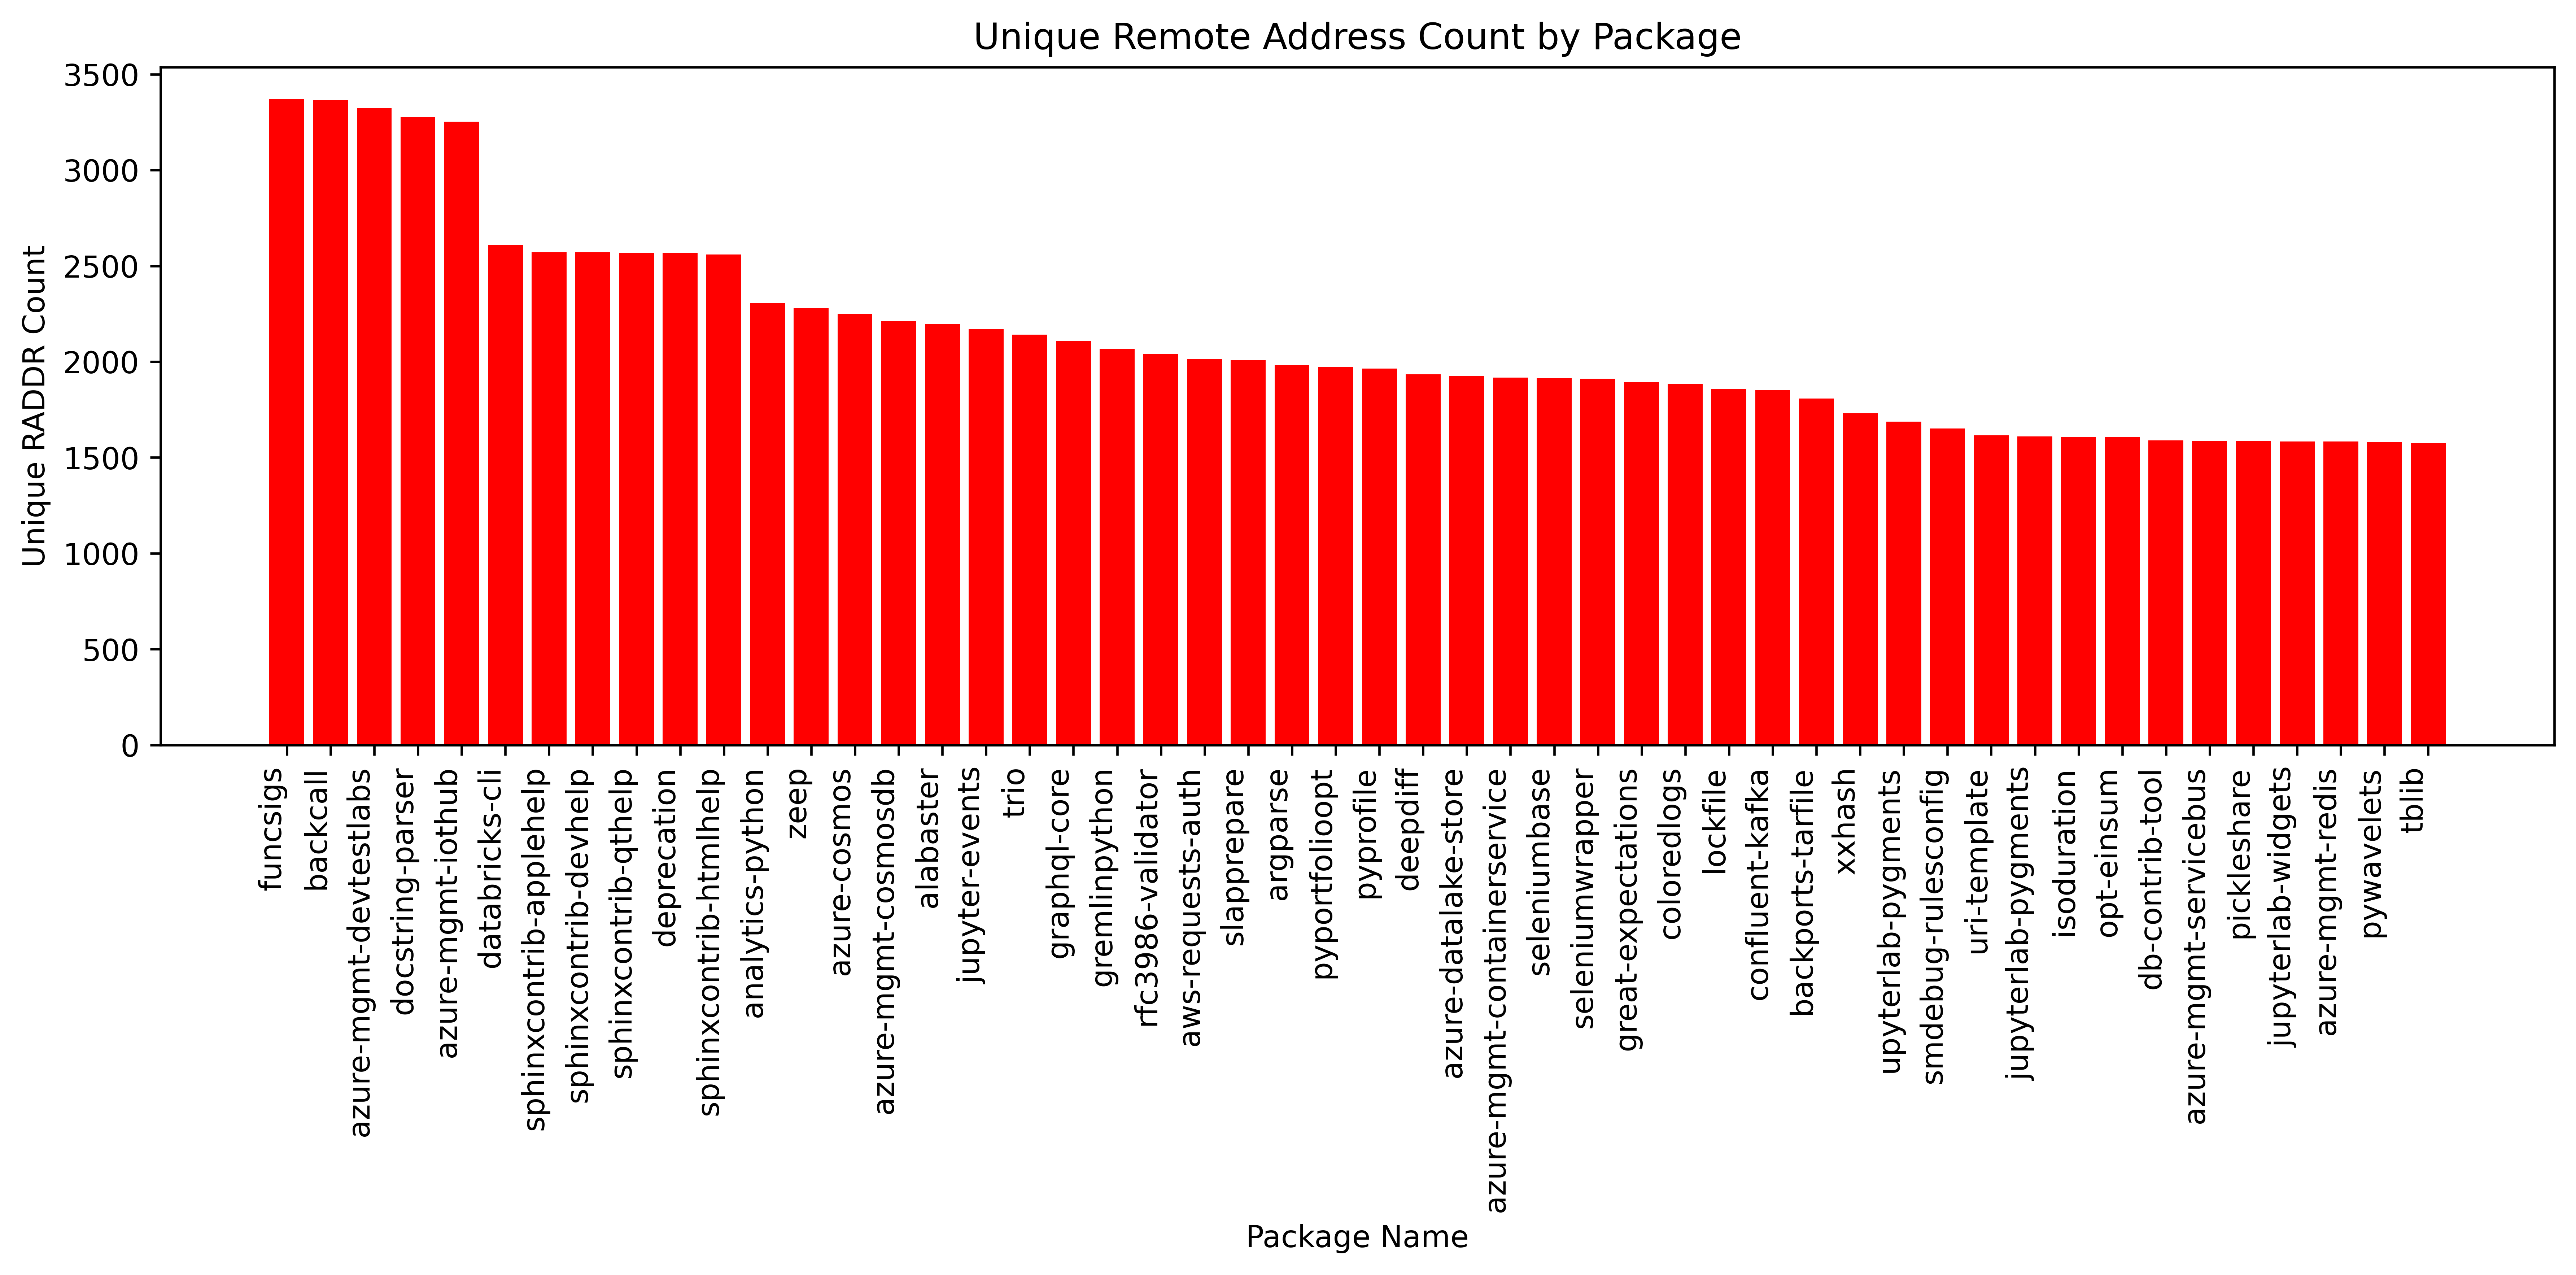 Unique Remote Address Count by Package
Unique RADDR Count
3500
3000
2500
2000
1500
1000
500
0
funcsigs
backcall
azure-mgmt-devtestlabs
docstring-parser
azure-mgmt-iothub
databricks-cli
sphinxcontrib-applehelp
sphinxcontrib-devhelp
sphinxcontrib-qthelp
deprecation
sphinxcontrib-htmlhelp
analytics-python
zeep
azure-cosmos
azure-mgmt-cosmosdb
alabaster
jupyter-events
trio
graphql-core
gremlinpython
rfc3986-validator
aws-requests-auth
slapprepare
argparse
pyportfolioopt
pyprofile
deepdiff
azure-datalake-store
azure-mgmt-containerservice
seleniumbase
seleniumwrapper
great-expectations
coloredlogs
lockfile
confluent-kafka
backports-tarfile
xxhash
upyterlab-pygments
smdebug-rulesconfig
uri-template
jupyterlab-pygments
isoduration
opt-einsum
db-contrib-tool
azure-mgmt-servicebus
pickleshare
jupyterlab-widgets
azure-mgmt-redis
pywavelets
tblib
Package Name